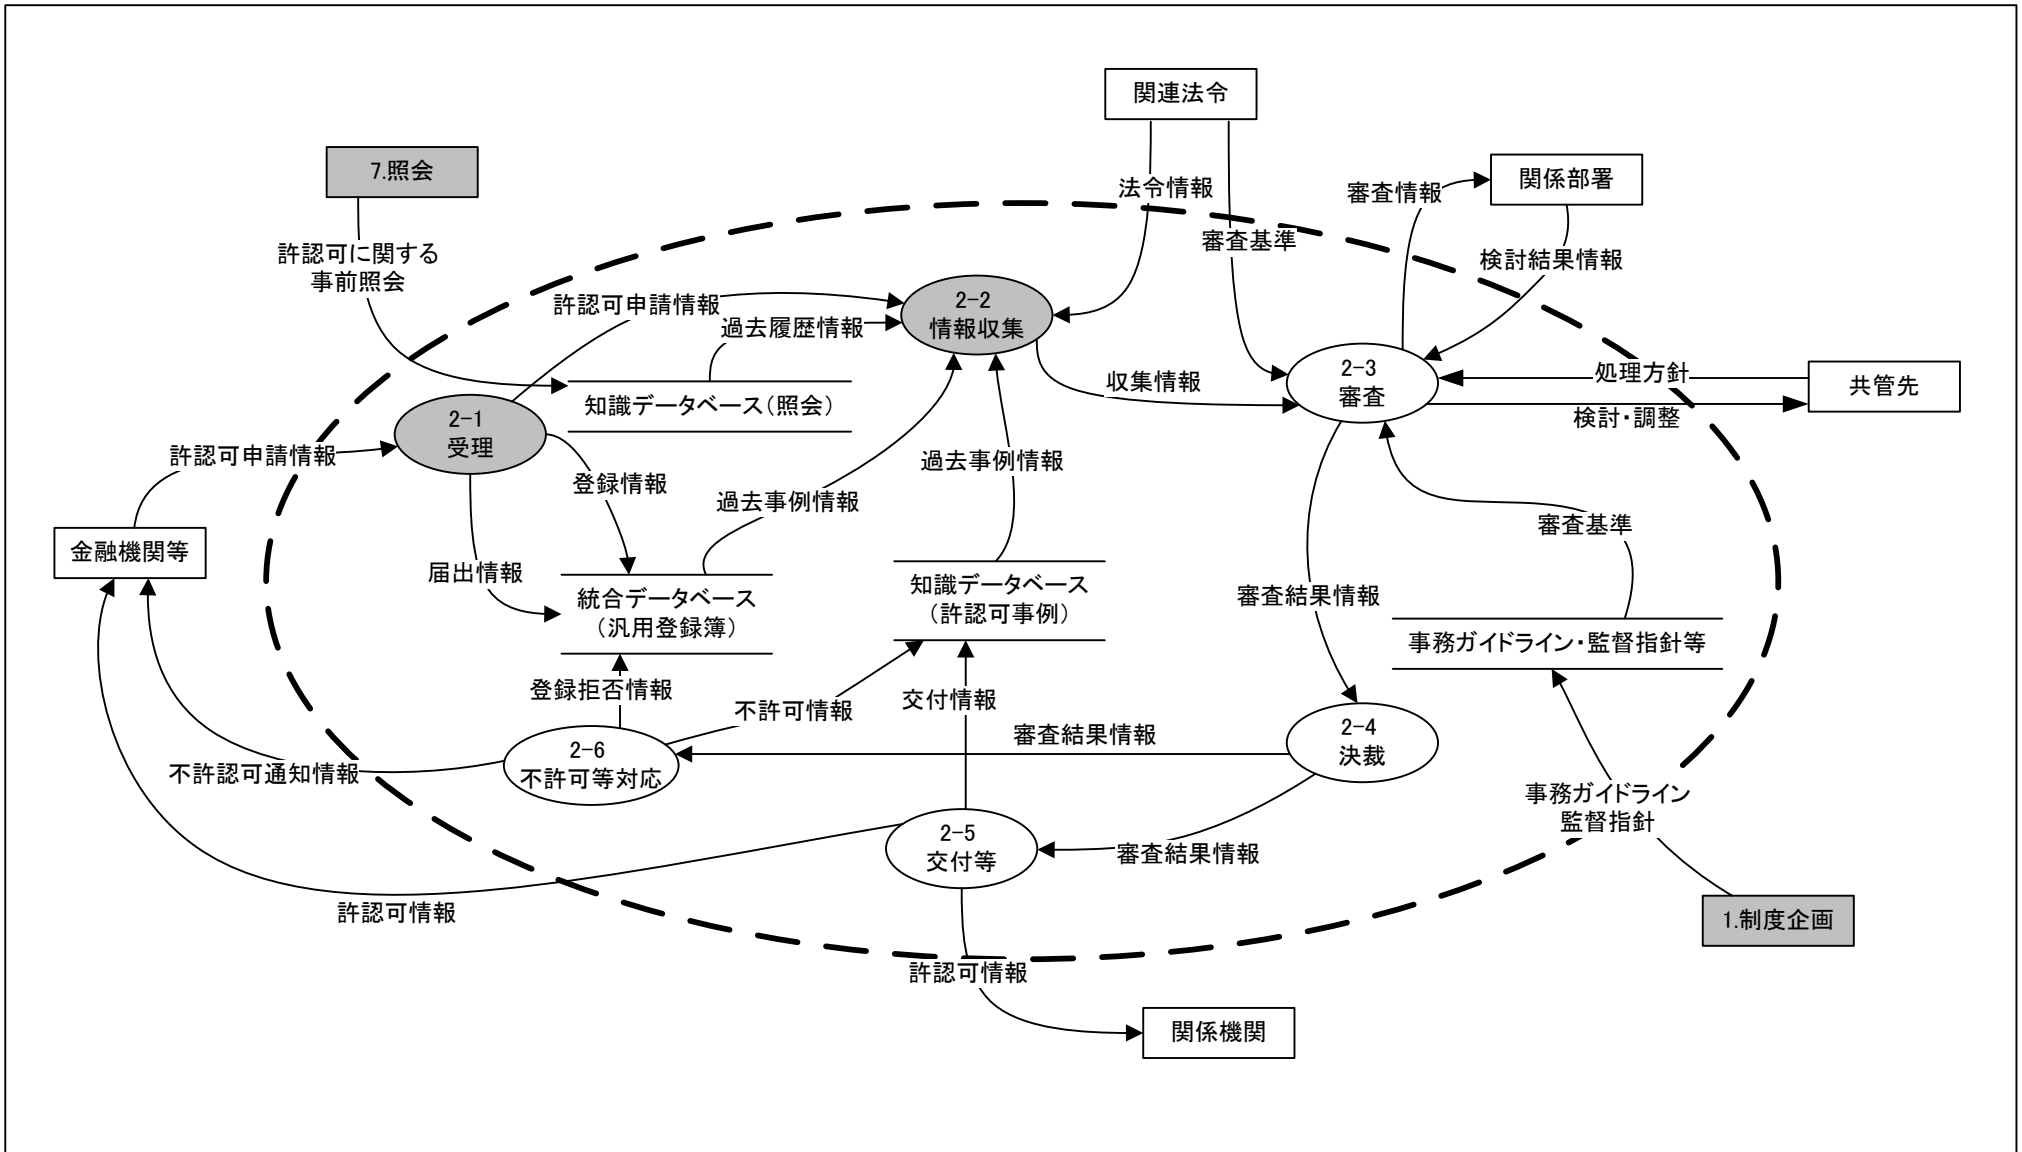 関連法令
7.照会
関係部署
審査情報
法令情報
審査基準
許認可に関する
事前照会
検討結果情報
許認可申請情報
過去履歴情報
2-2
情報収集
2-3
審査
処理方針
共管先
収集情報
検討・調整
知識データベース（照会）
2-1
受理
許認可申請情報
登録情報
過去事例情報
過去事例情報
審査基準
金融機関等
届出情報
統合データベース
（汎用登録簿）
知識データベース
（許認可事例）
審査結果情報
事務ガイドライン・監督指針等
登録拒否情報
不許可情報
交付情報
審査結果情報
2-4
決裁
2-6
不許可等対応
不許認可通知情報
事務ガイドライン
監督指針
2-5
交付等
審査結果情報
許認可情報
1.制度企画
許認可情報
関係機関